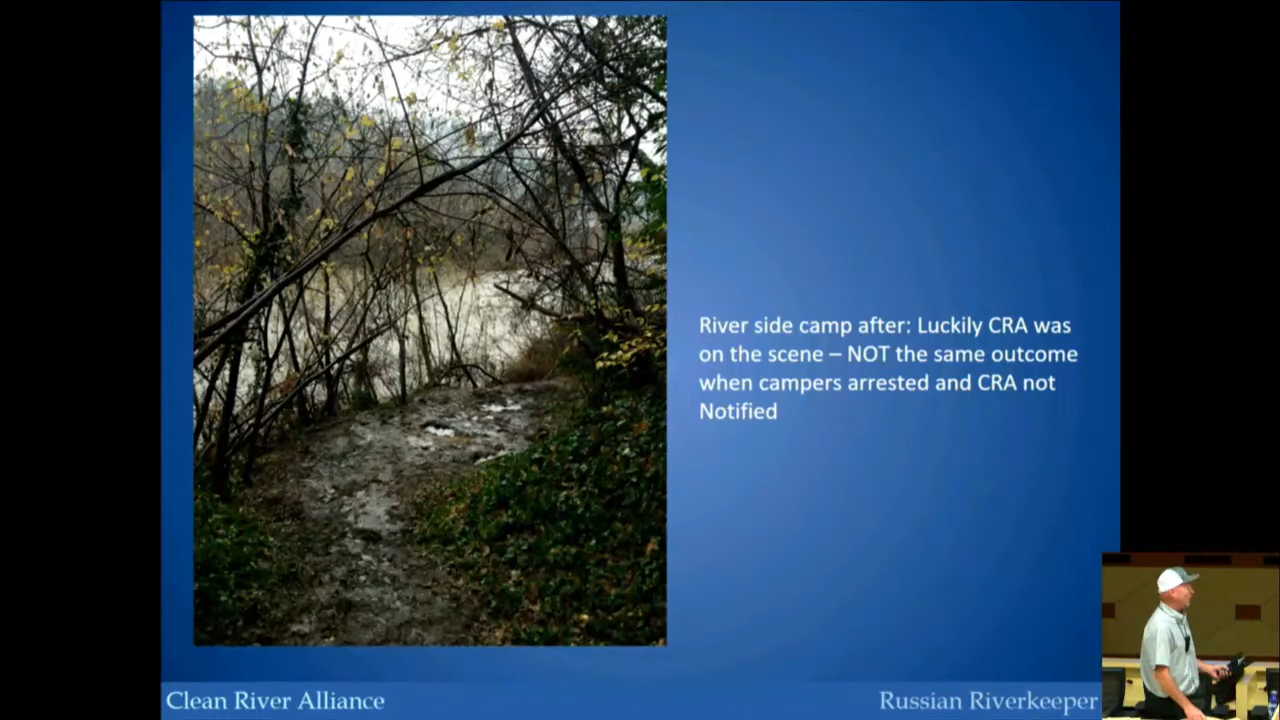 River side camp after: Luckily CRA was
on the scene – NOT the same outcome
when campers arrested and CRA not
Notified
Clean River Alliance
Russian Riverkeeper